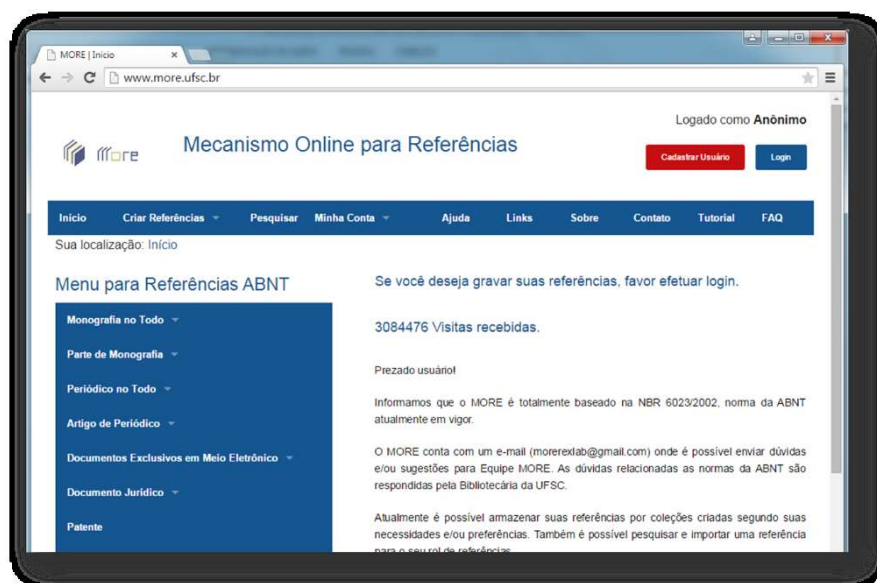 MORE | Início
www.more.ufsc.br
Logado como Anônimo
more
Mecanismo Online para Referências
Cadastrar Usuário
Login
Início Criar Referências Pesquisar Minha Conta Ajuda Links Sobre Contato Tutorial FAQ
Sua localização: Início
Menu para Referências ABNT
Monografia no Todo
Parte de Monografia
Periódico no Todo
Artigo de Periódico
Documentos Exclusivos em Meio Eletrônico
Documento Jurídico
Patente
Se você deseja gravar suas referências, favor efetuar login.
3084476 Visitas recebidas.
Prezado usuário!
Informamos que o MORE é totalmente baseado na NBR 6023/2002, norma da ABNT
atualmente em vigor.
O MORE conta com um e-mail (morerexlab@gmail.com) onde é possível enviar dúvidas
e/ou sugestões para Equipe MORE. As dúvidas relacionadas as normas da ABNT são
respondidas pela Bibliotecária da UFSC.
Atualmente é possível armazenar suas referências por coleções criadas segundo suas
necessidades e/ou preferências. Também é possível pesquisar e importar uma referência
para o seu rol de referências.